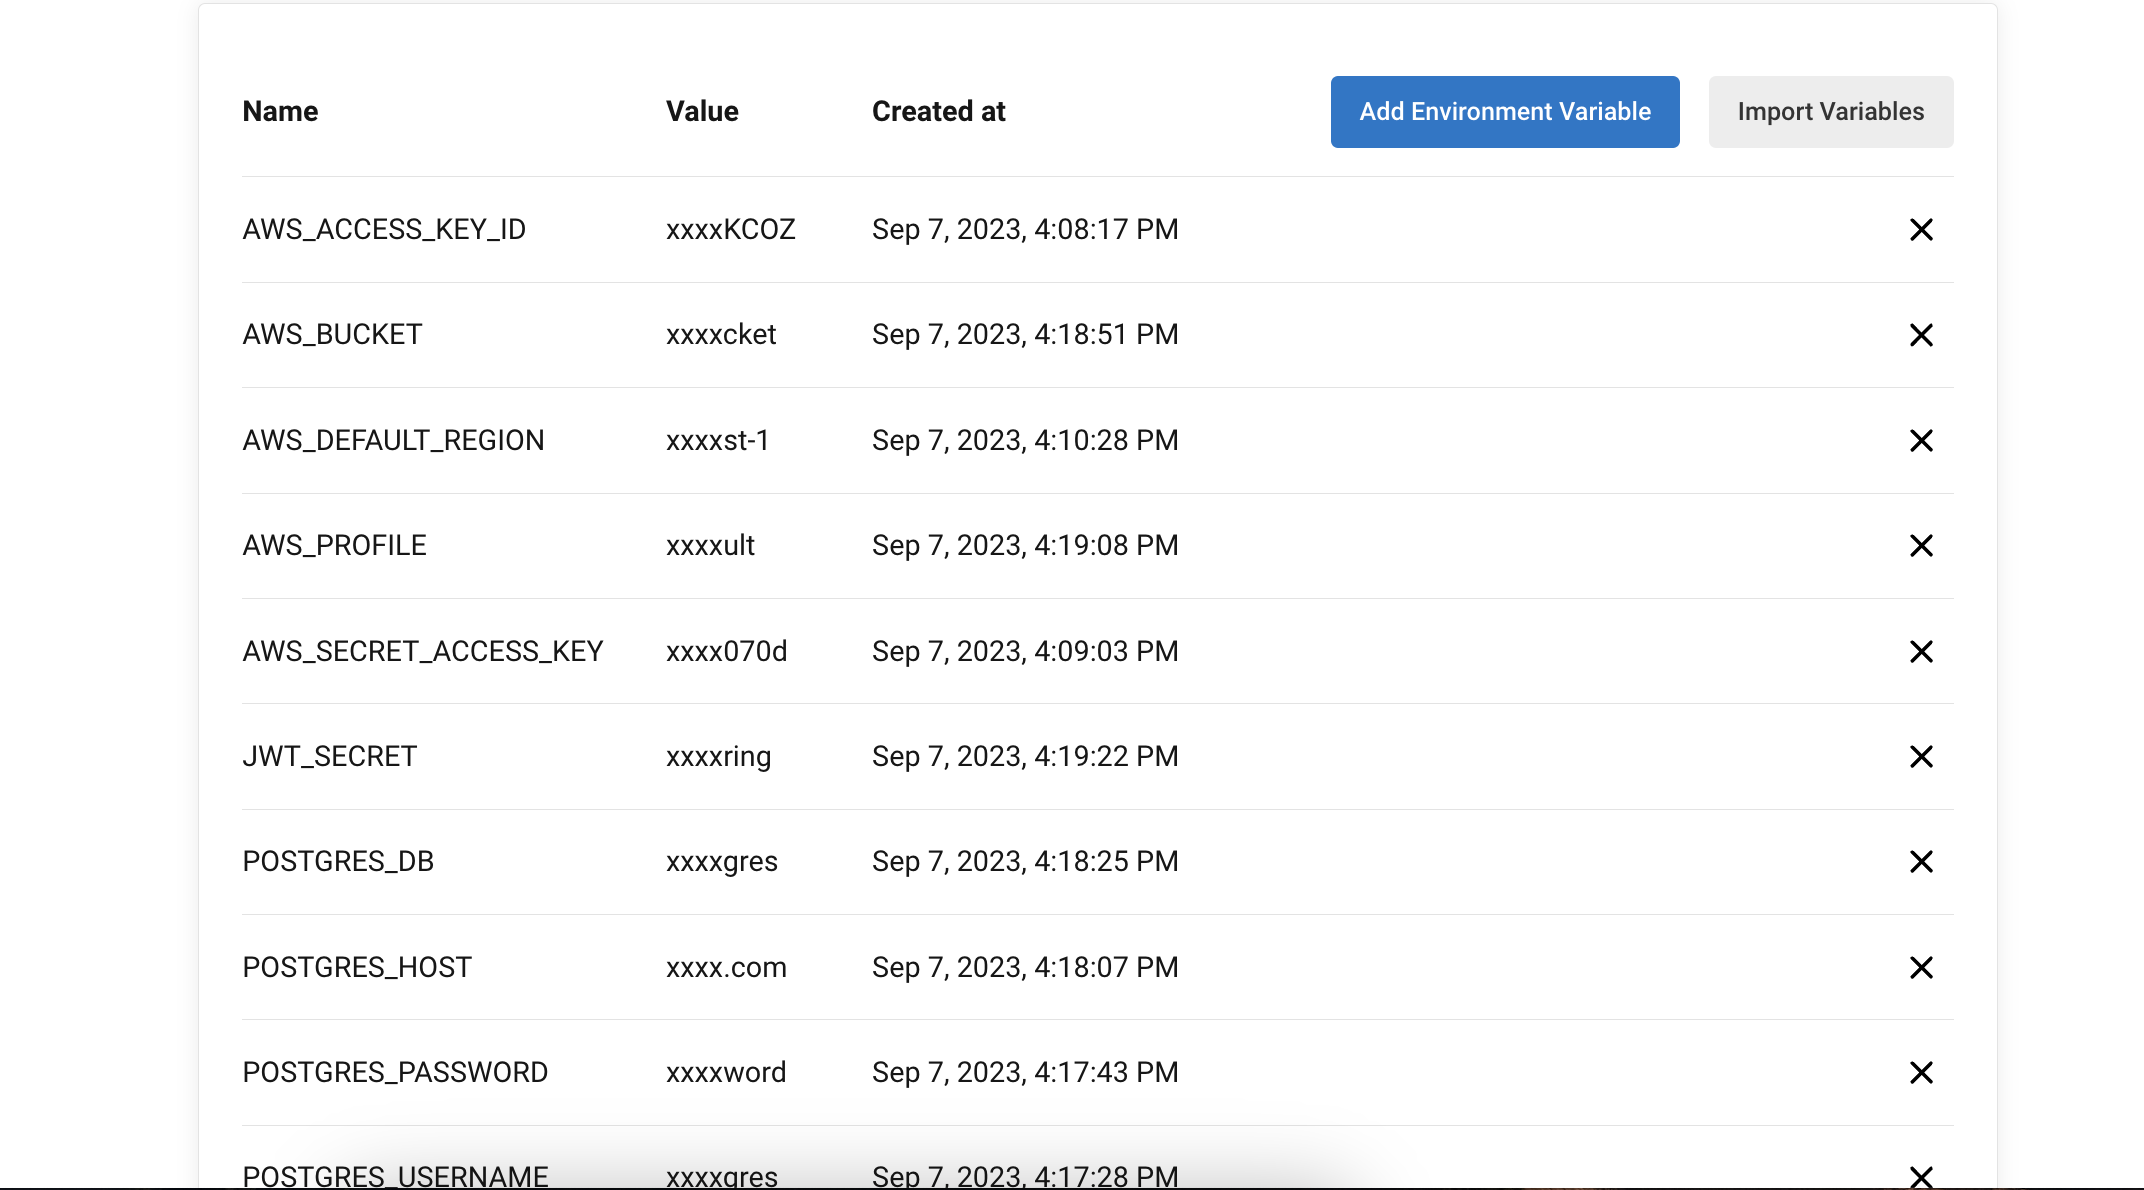 Name Value Created at Add Environment Variable Import Variables
AWS_ACCESS_KEY_ID xxxxKCOZ Sep 7, 2023, 4:08:17 PM
AWS_BUCKET xxxxcket Sep 7, 2023, 4:18:51 PM
AWS_DEFAULT_REGION xxxxst-1 Sep 7, 2023, 4:10:28 PM
AWS_PROFILE xxxxult Sep 7, 2023, 4:19:08 PM
AWS_SECRET_ACCESS_KEY xxxx070d Sep 7, 2023, 4:09:03 PM
JWT_SECRET xxxxring Sep 7, 2023, 4:19:22 PM
POSTGRES_DB xxxxgres Sep 7, 2023, 4:18:25 PM
POSTGRES_HOST xxxx.com Sep 7, 2023, 4:18:07 PM
POSTGRES_PASSWORD xxxxword Sep 7, 2023, 4:17:43 PM
POSTGRES_USERNAME xxxxgres Sep 7, 2023, 4:17:28 PM